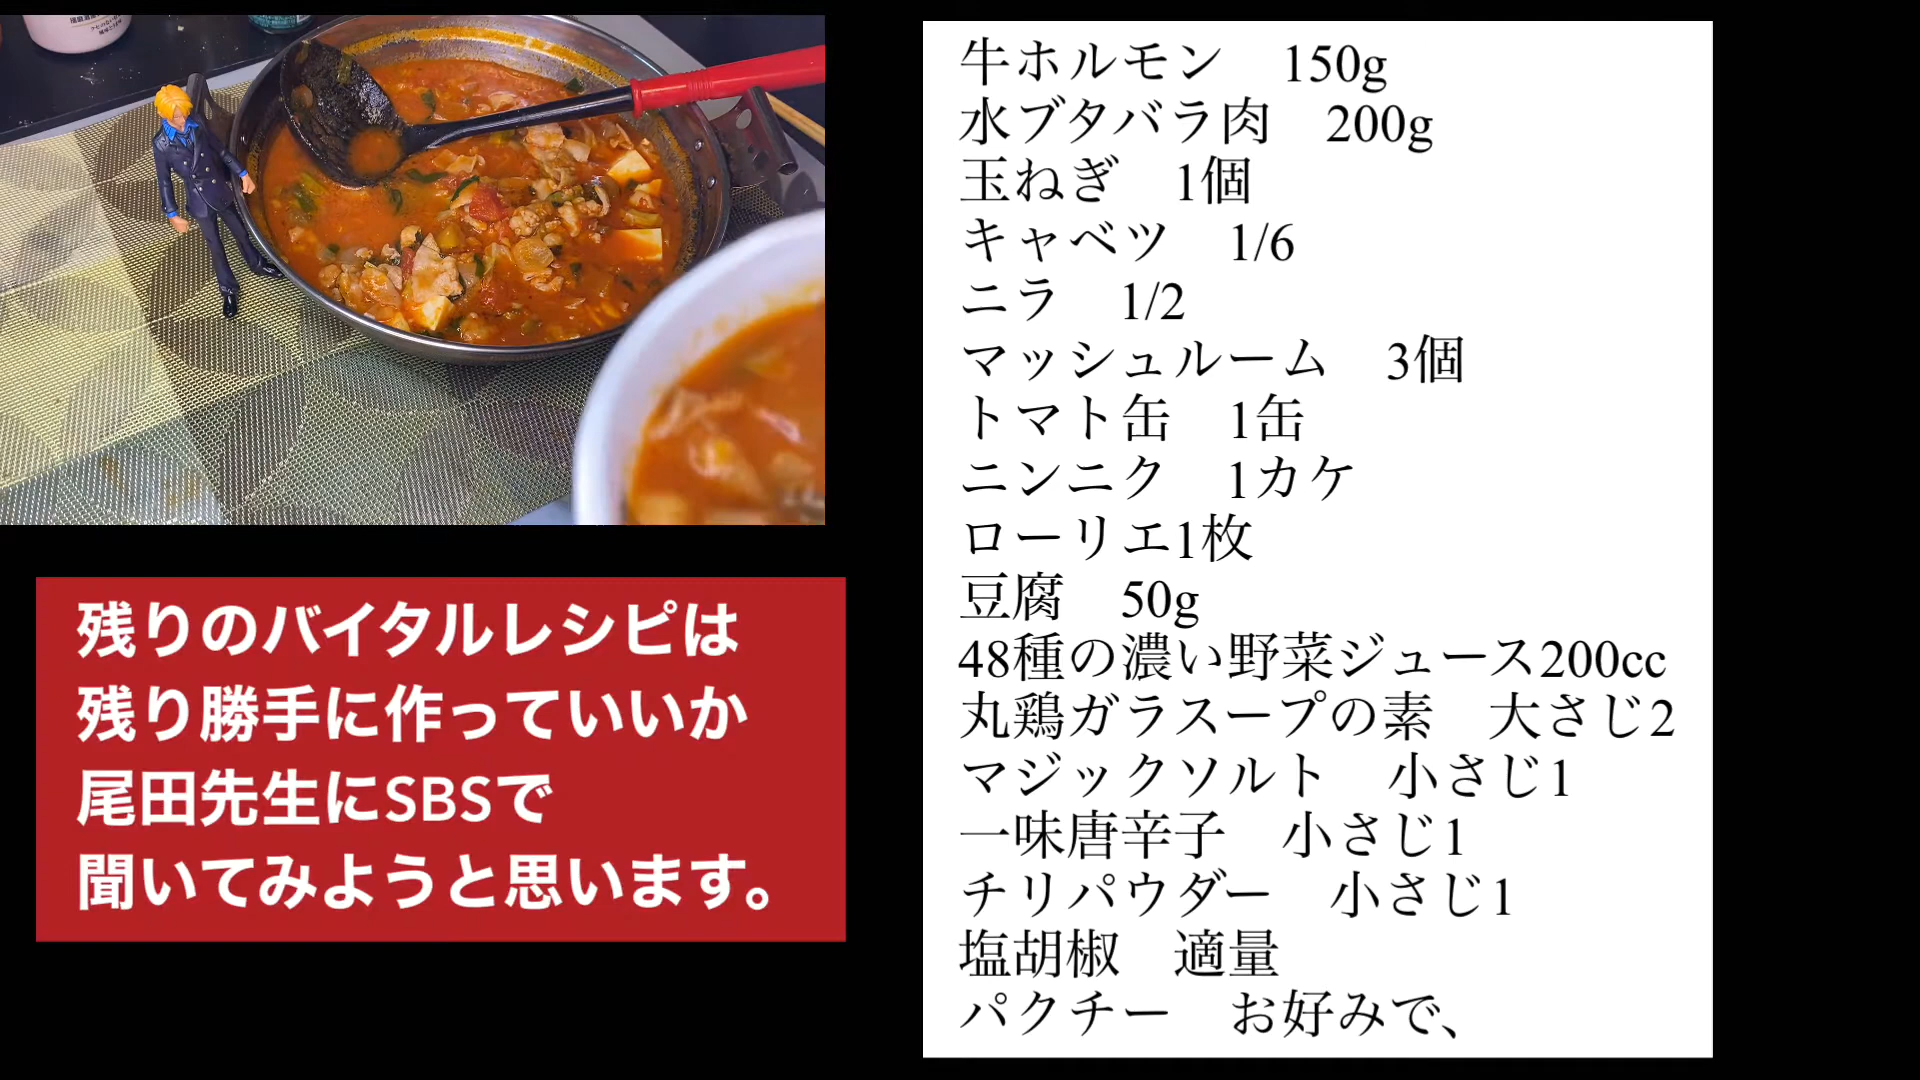 残りのバイタルレシピは
残り勝手に作っていいか
尾田先生にSBSで
聞いてみようと思います。
牛ホルモン　150g
水ブタバラ肉　200g
玉ねぎ　1個
キャベツ　1/6
ニラ　1/2
マッシュルーム　3個
トマト缶　1缶
ニンニク　1カケ
ローリエ1枚
豆腐　50g
48種の濃い野菜ジュース200cc
丸鶏ガラスープの素　大さじ2
マジックソルト　小さじ1
一味唐辛子　小さじ1
チリパウダー　小さじ1
塩胡椒　適量
パクチー　お好みで、